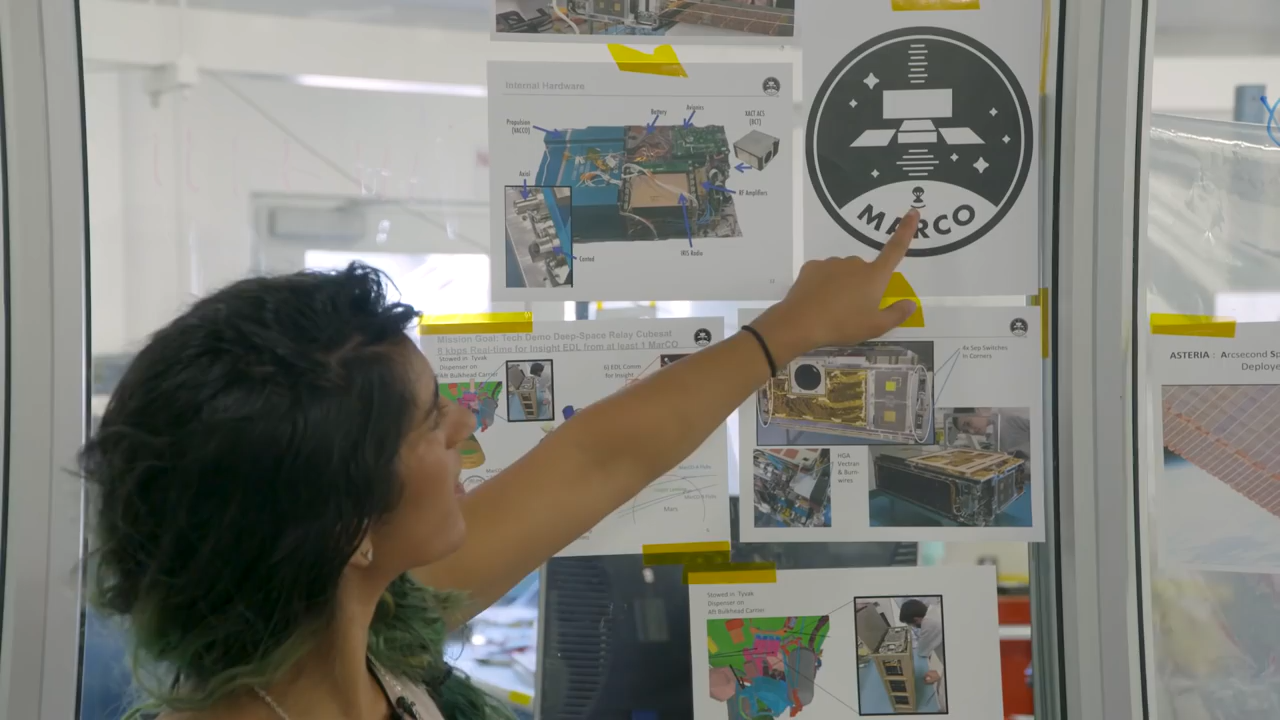 Internal Hardware
Propulsion
(VACCO)
Battery
Avionics
XACT ACS
(BCT)
Axial
RF Amplifiers
Canted
IRIS Radio
MARCO
Mission Goal: Tech Demo Deep-Space Relay Cubesat
8 kbps Real-time for Insight EDL from at least 1 MarCO
Stowed in Tyvak
Dispenser on
Aft Bulkhead Carrier
EDL Comm
for Insight
Mars
4x Sep Switches
in Corners
HGA
Vectran
& Burn-
wires
ASTERIA : Arcsecond Sp
Deploye
Stowed in Tyvak
Dispenser on
Aft Bulkhead Carrier